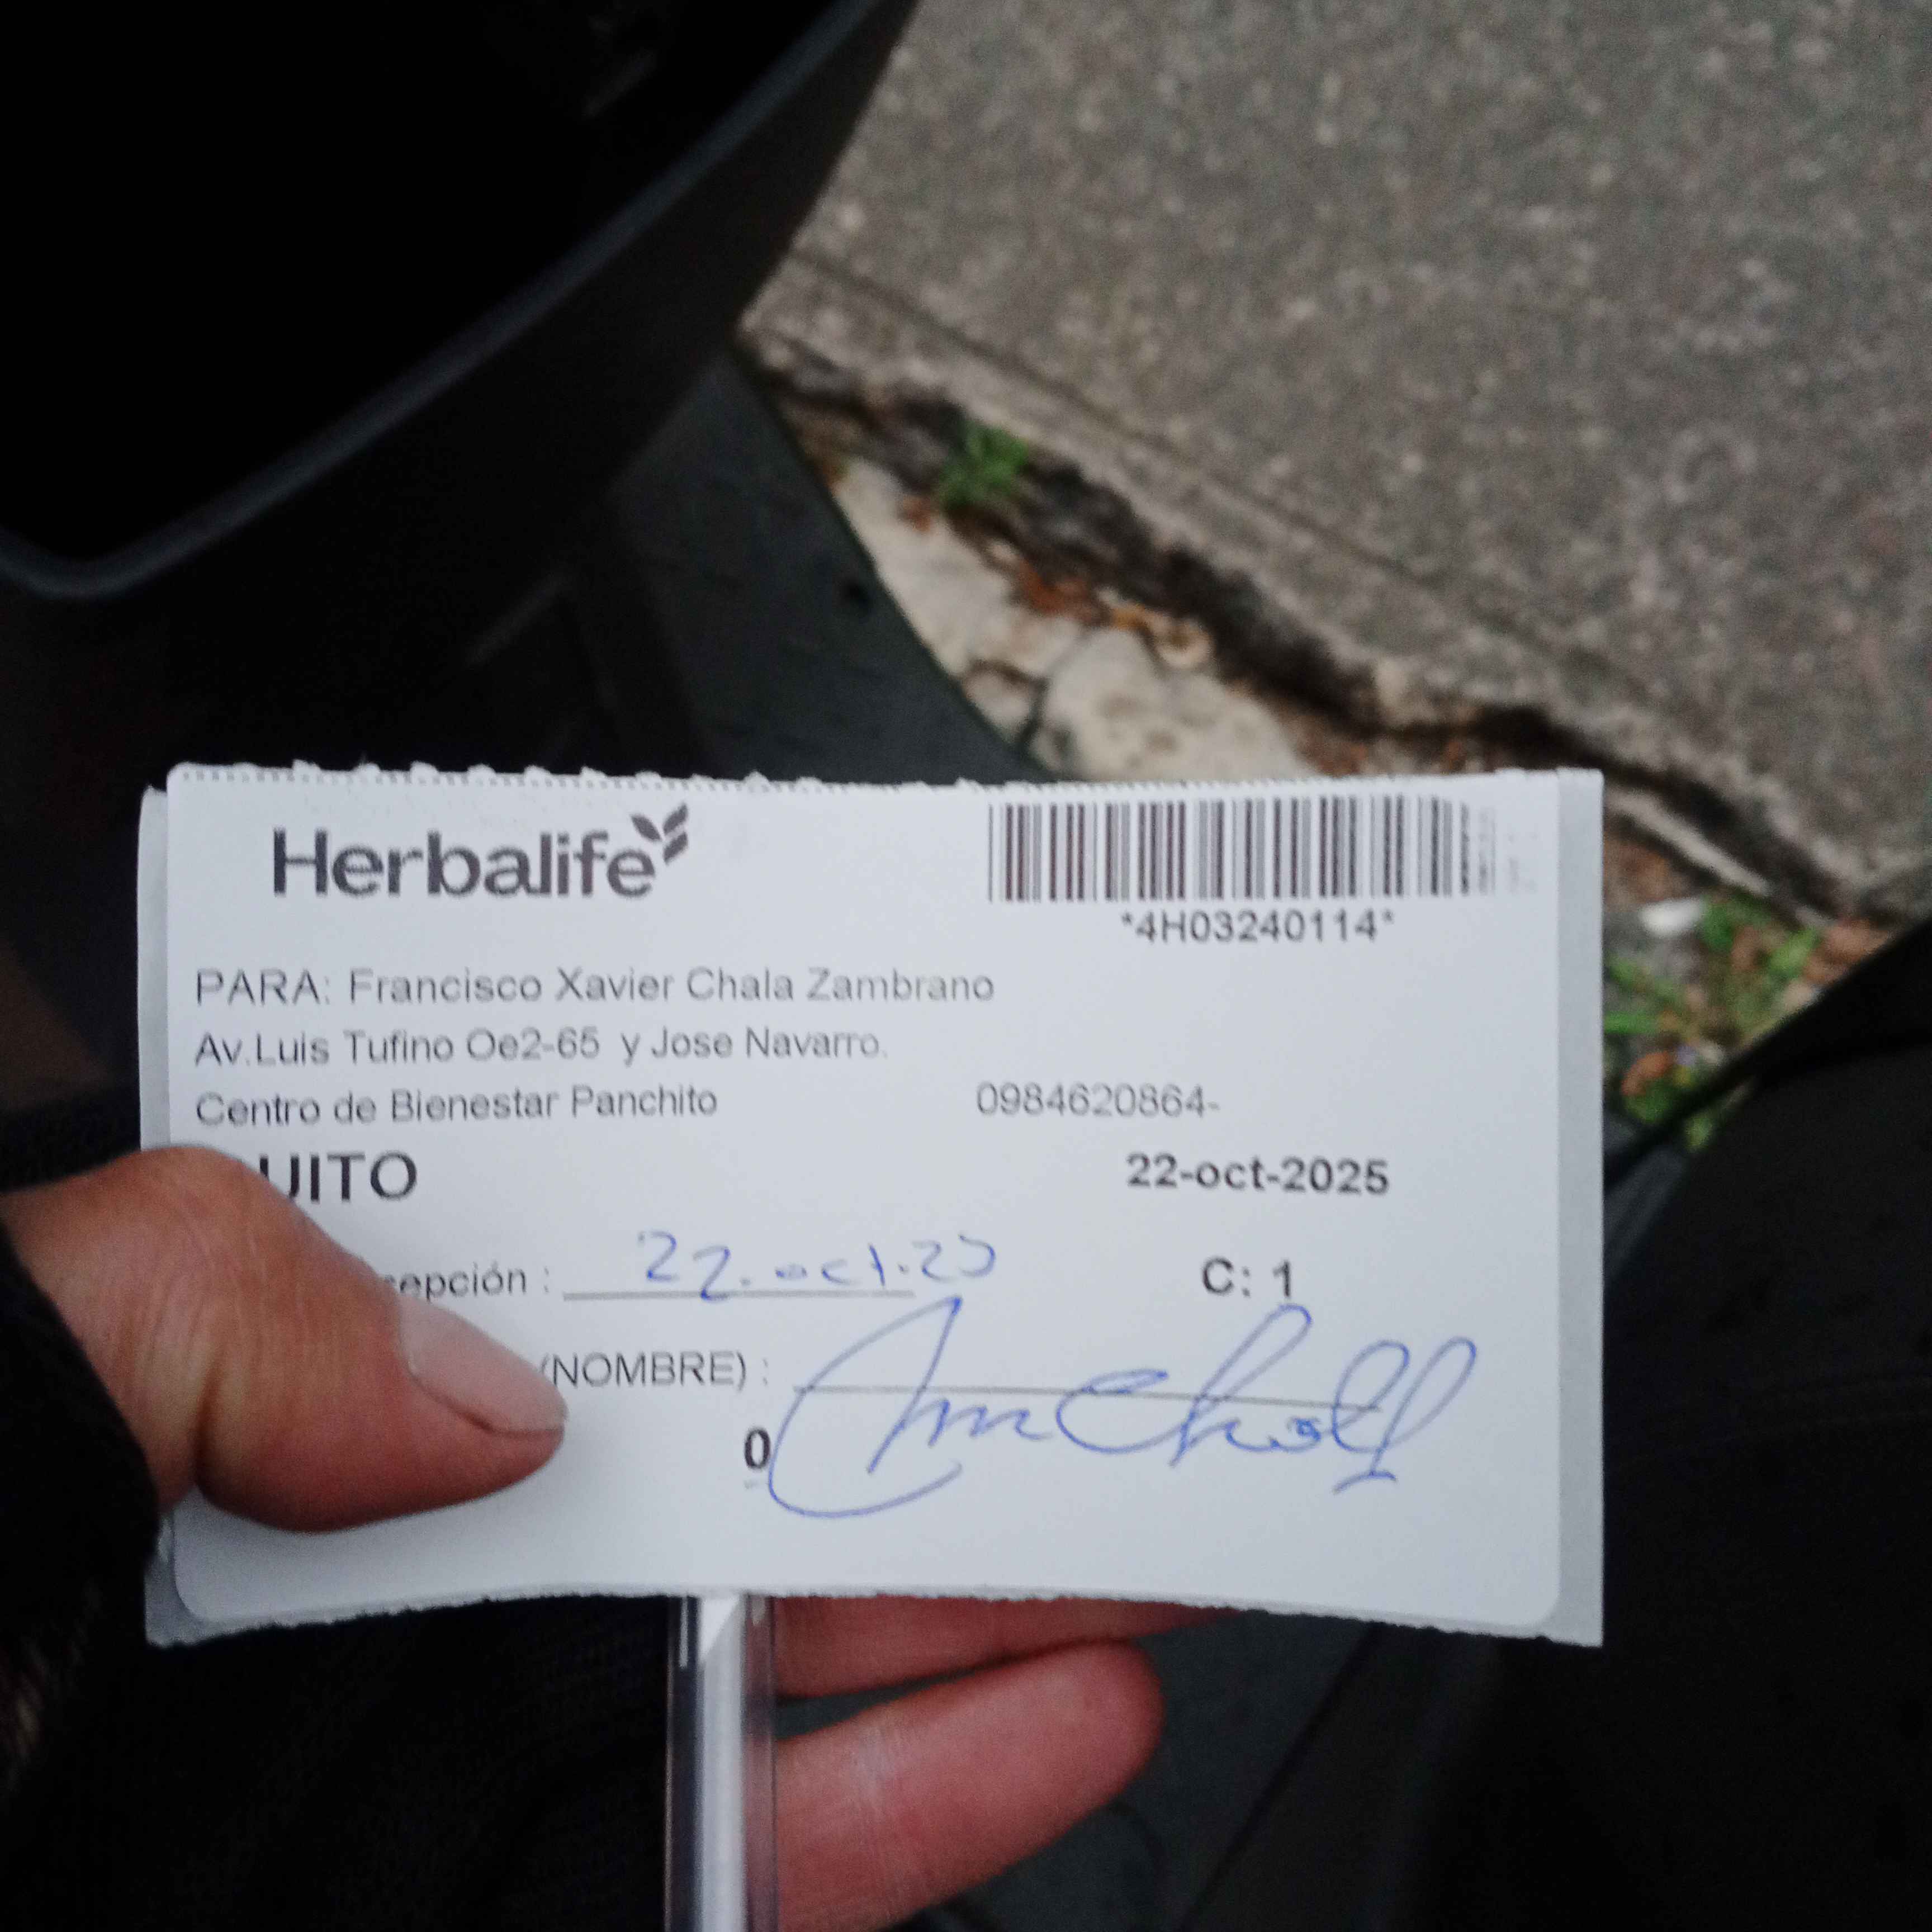 Herbalife
*4H03240114*
PARA: Francisco Xavier Chala Zambrano
Av.Luis Tufino Oe2-65 y Jose Navarro.
Centro de Bienestar Panchito 0984620864-
UITO 22-oct-2025
epción : 22.oct.25 C: 1
(NOMBRE) :
0